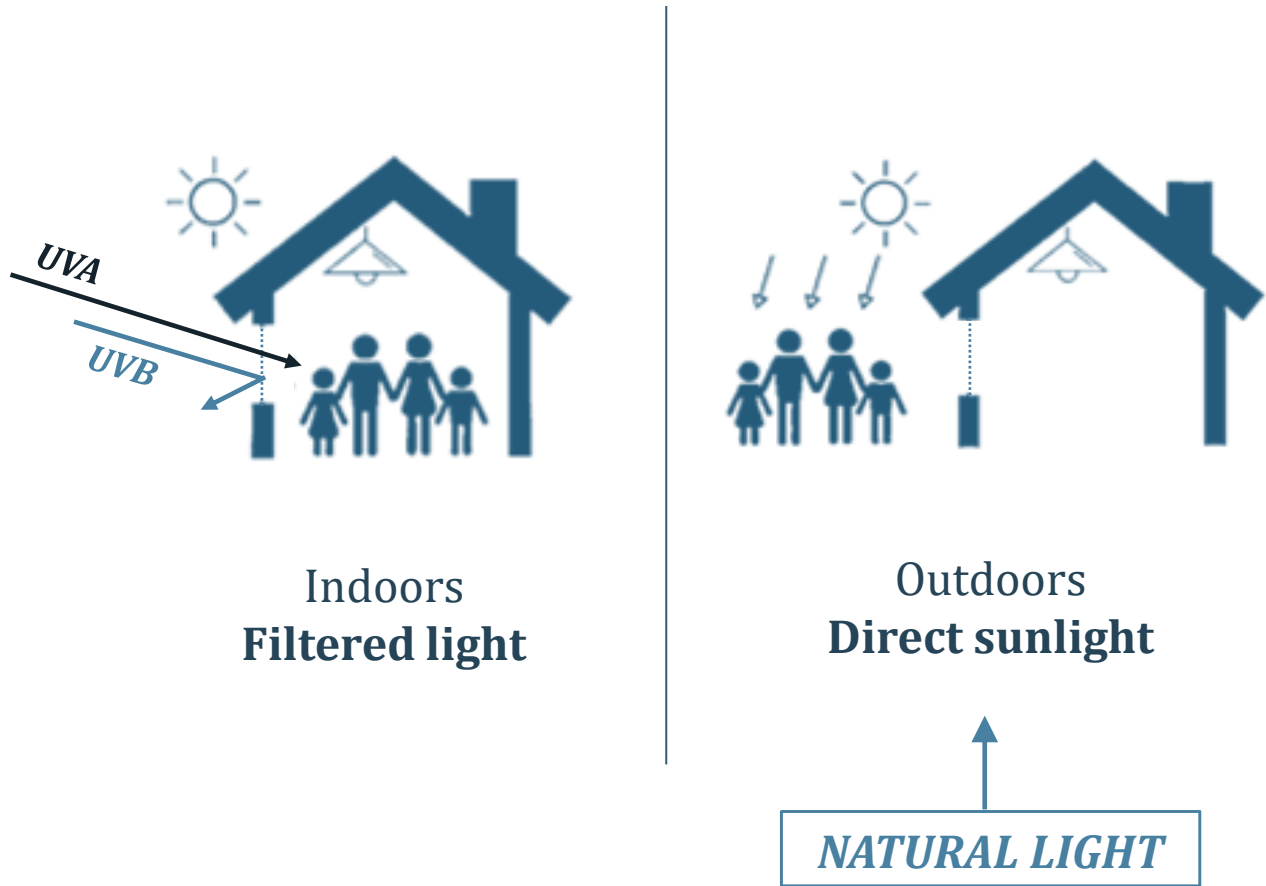 UVA
UVB
Indoors
Filtered light
Outdoors
Direct sunlight
NATURAL LIGHT